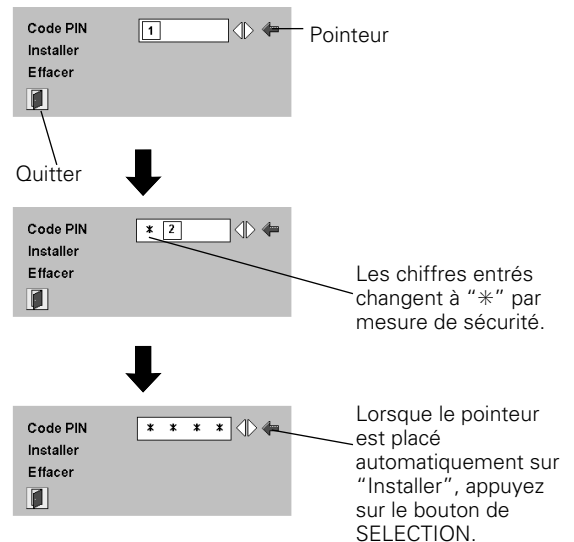 Code PIN 1
Pointeur
Installer
Effacer
Quitter
Code PIN * 2
Installer
Effacer
Les chiffres entrés
changent à “✳” par
mesure de sécurité.
Code PIN * * * *
Installer
Effacer
Lorsque le pointeur
est placé
automatiquement sur
“Installer”, appuyez
sur le bouton de
SELECTION.